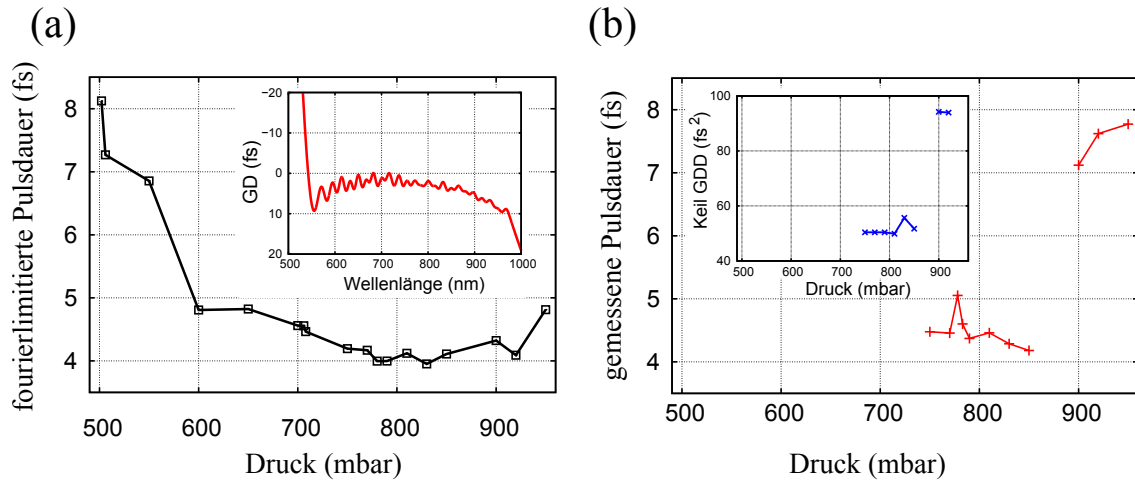 (a)
fourierlimitierte Pulsdauer (fs)
8
7
6
5
4
500 600 700 800 900
Druck (mbar)
GD (fs)
-20
-10
0
10
20
500 600 700 800 900 1000
Wellenlänge (nm)
(b)
gemessene Pulsdauer (fs)
8
7
6
5
4
500 600 700 800 900
Druck (mbar)
Keil GDD (fs²)
100
80
60
40
500 600 700 800 900
Druck (mbar)